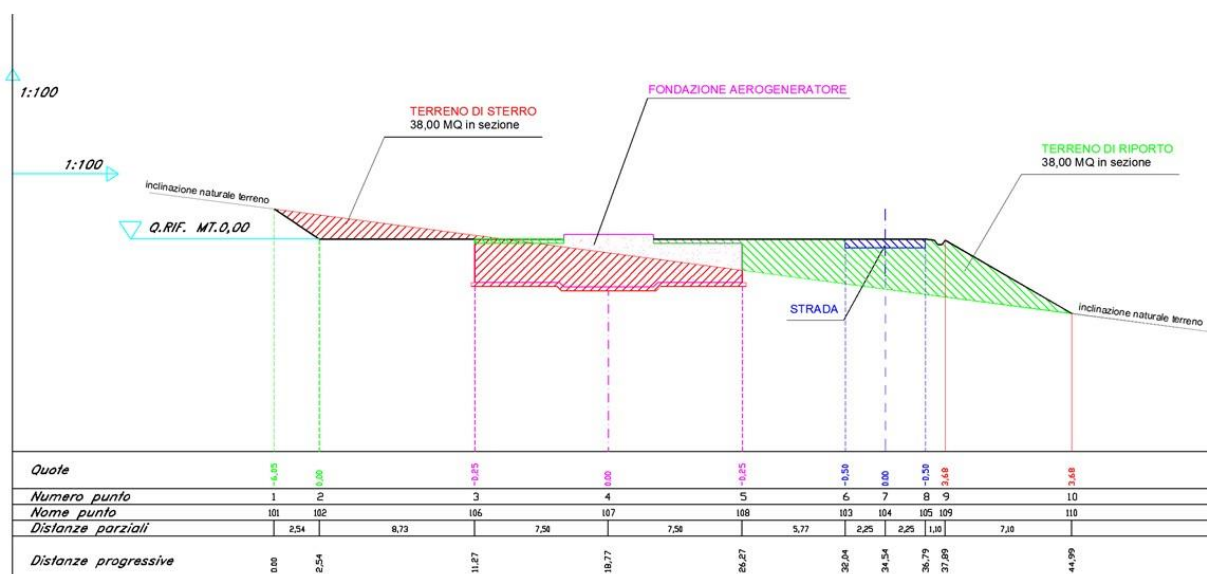 1:100
1:100
inclinazione naturale terreno
Q.RIF. MT.0,00
TERRENO DI STERRO
38,00 MQ in sezione
FONDAZIONE AEROGENERATORE
TERRENO DI RIPORTO
38,00 MQ in sezione
STRADA
inclinazione naturale terreno
Quote -6,05 0,00 -0,25 0.00 -0,25 -0,50 0.00 -0,50 3,68 3,68
Numero punto 1 2 3 4 5 6 7 8 9 10
Nome punto 101 102 106 107 108 103 104 105 109 110
Distanze parziali 2,54 8,73 7,50 7,50 5,77 2,25 2,25 1,10 7,10
Distanze progressive 0.00 2,54 11,27 18,77 26,27 32,04 34,54 36,79 37,89 44,99